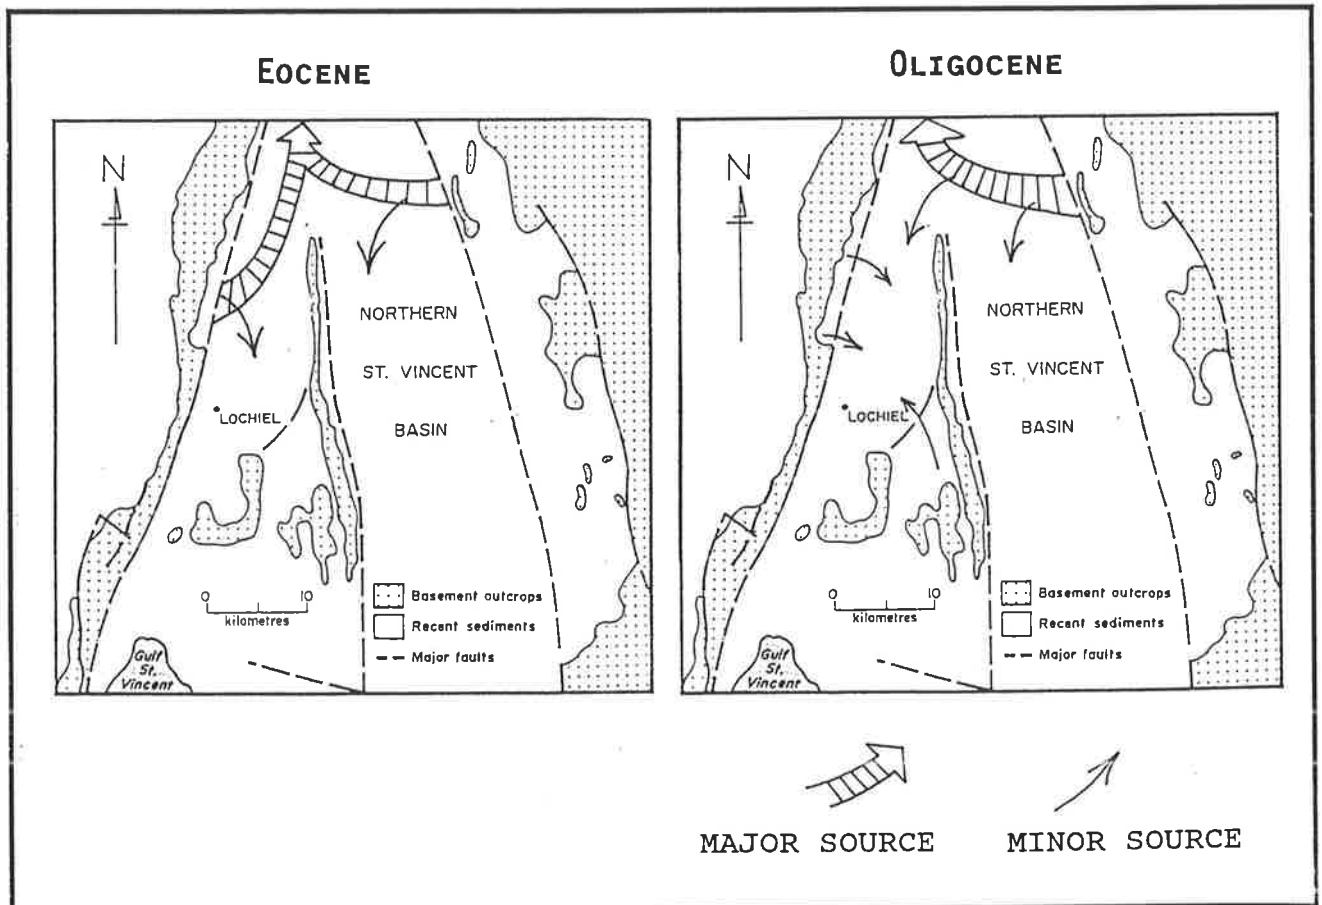 EOCENE
N
NORTHERN
ST. VINCENT
BASIN
LOCHIEL
0 10
kilometres
Basement outcrops
Recent sediments
Major faults
Gulf
St.
Vincent
OLIGOCENE
N
NORTHERN
ST. VINCENT
BASIN
LOCHIEL
0 10
kilometres
Basement outcrops
Recent sediments
Major faults
Gulf
St.
Vincent
MAJOR SOURCE
MINOR SOURCE